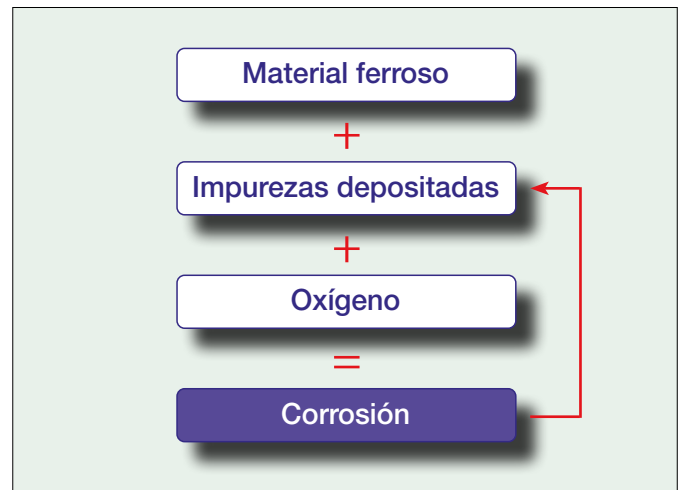 Material ferroso
+
Impurezas depositadas
+
Oxígeno
=
Corrosión